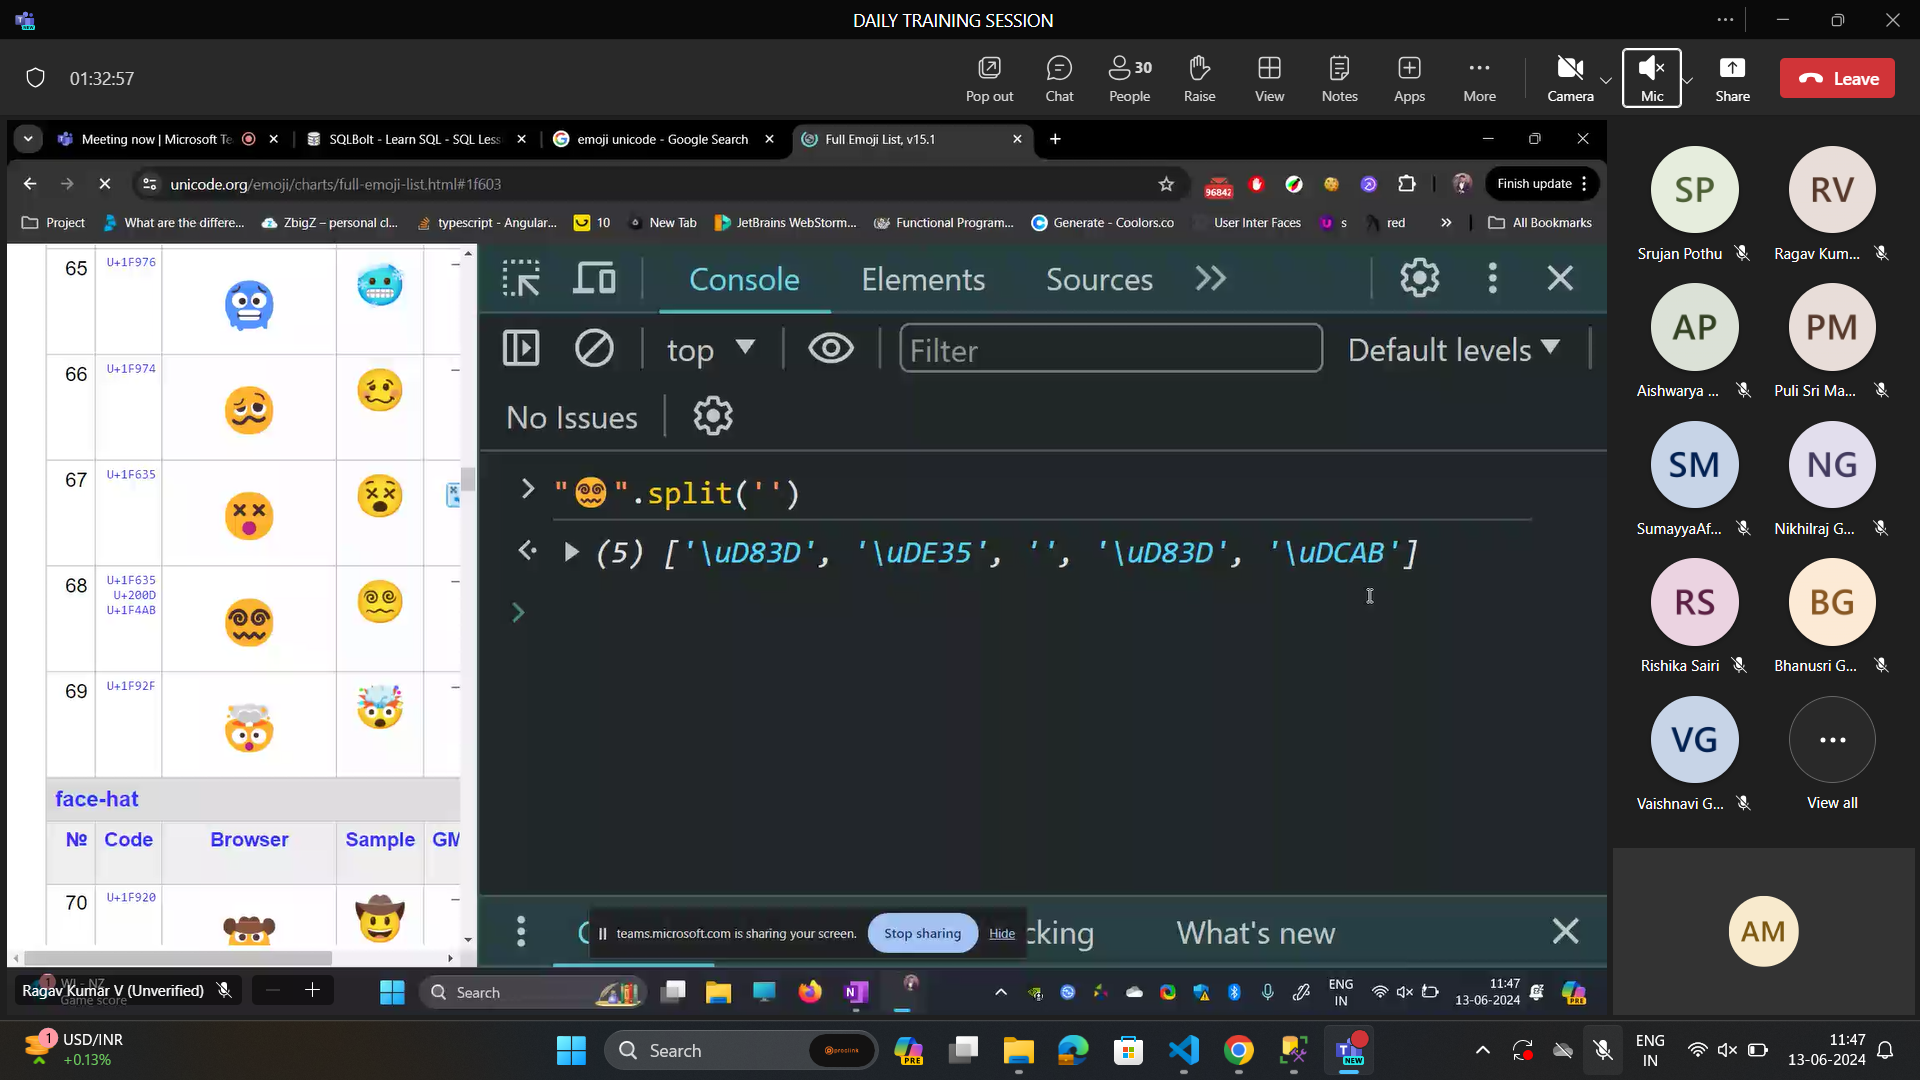 DAILY TRAINING SESSION
01:32:57
Pop out
Chat
30
People
Raise
View
Notes
Apps
More
Camera
Mic
Share
Leave
Meeting now | Microsoft Te
SQLBolt - Learn SQL - SQL Less
emoji unicode - Google Search
Full Emoji List, v15.1
unicode.org/emoji/charts/full-emoji-list.html#1f603
96842
Finish update
Project
What are the differe...
ZbigZ – personal cl...
typescript - Angular...
10
New Tab
JetBrains WebStorm...
Functional Program...
Generate - Coolors.co
User Inter Faces
s
red
All Bookmarks
65 U+1F976
66 U+1F974
67 U+1F635
68 U+1F635
U+200D
U+1F4AB
69 U+1F92F
face-hat
№ Code Browser Sample GM
70 U+1F920
Console
Elements
Sources
top
Filter
Default levels
No Issues
"😵‍💫".split('')
(5) ['\uD83D', '\uDE35', '‍', '\uD83D', '\uDCAB']
teams.microsoft.com is sharing your screen.
Stop sharing
Hide
cking
What's new
Ragav Kumar V (Unverified)
Search
ENG
IN
11:47
13-06-2024
SP
Srujan Pothu
RV
Ragav Kum...
AP
Aishwarya ...
PM
Puli Sri Ma...
SM
SumayyaAf...
NG
Nikhilraj G...
RS
Rishika Sairi
BG
Bhanusri G...
VG
Vaishnavi G...
View all
AM
1
USD/INR
+0.13%
Search
PRE
NEW
ENG
IN
11:47
13-06-2024